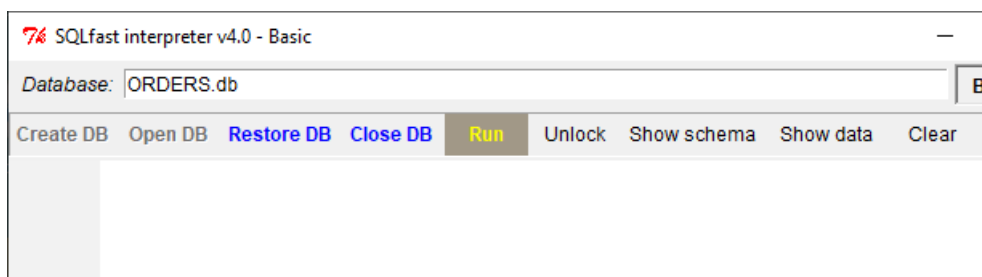 SQLfast interpreter v4.0 - Basic
Database: ORDERS.db
Create DB Open DB Restore DB Close DB Run Unlock Show schema Show data Clear